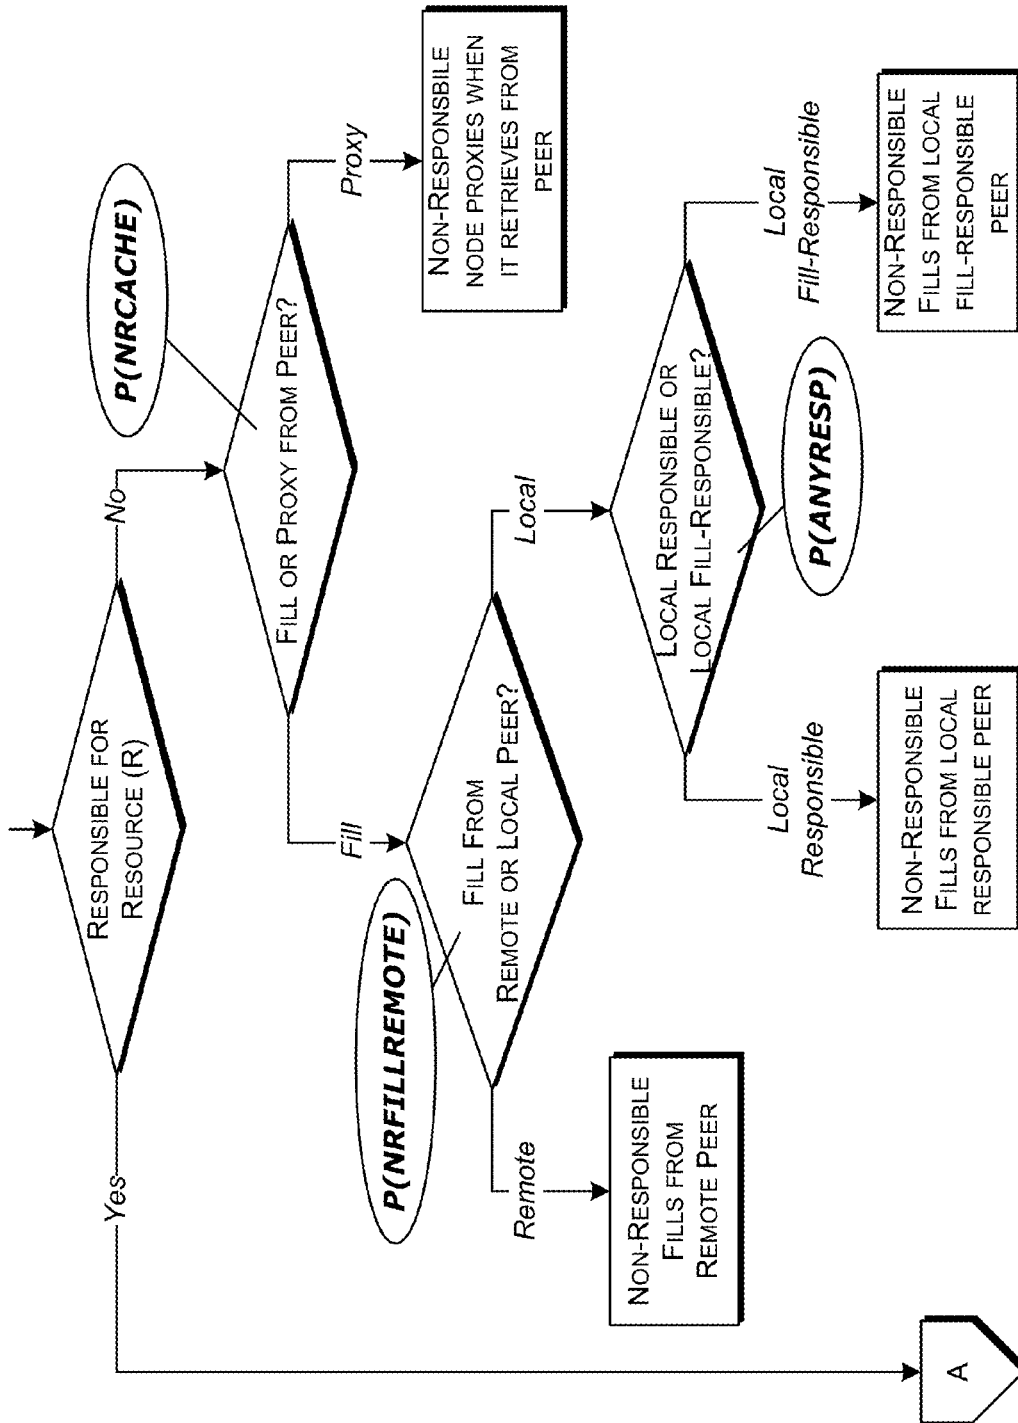 RESPONSIBLE FOR
RESOURCE (R)
Yes
No
P(NRCACHE)
FILL OR PROXY FROM PEER?
Fill
Proxy
NON-RESPONSBILE
NODE PROXIES WHEN
IT RETRIEVES FROM
PEER
P(NRFILLREMOTE)
FILL FROM
REMOTE OR LOCAL PEER?
Remote
Local
NON-RESPONSIBLE
FILLS FROM
REMOTE PEER
LOCAL RESPONSIBLE OR
LOCAL FILL-RESPONSIBLE?
P(ANYRESP)
Local
Responsible
Local
Fill-Responsible
NON-RESPONSIBLE
FILLS FROM LOCAL
RESPONSIBLE PEER
NON-RESPONSIBLE
FILLS FROM LOCAL
FILL-RESPONSIBLE
PEER
A